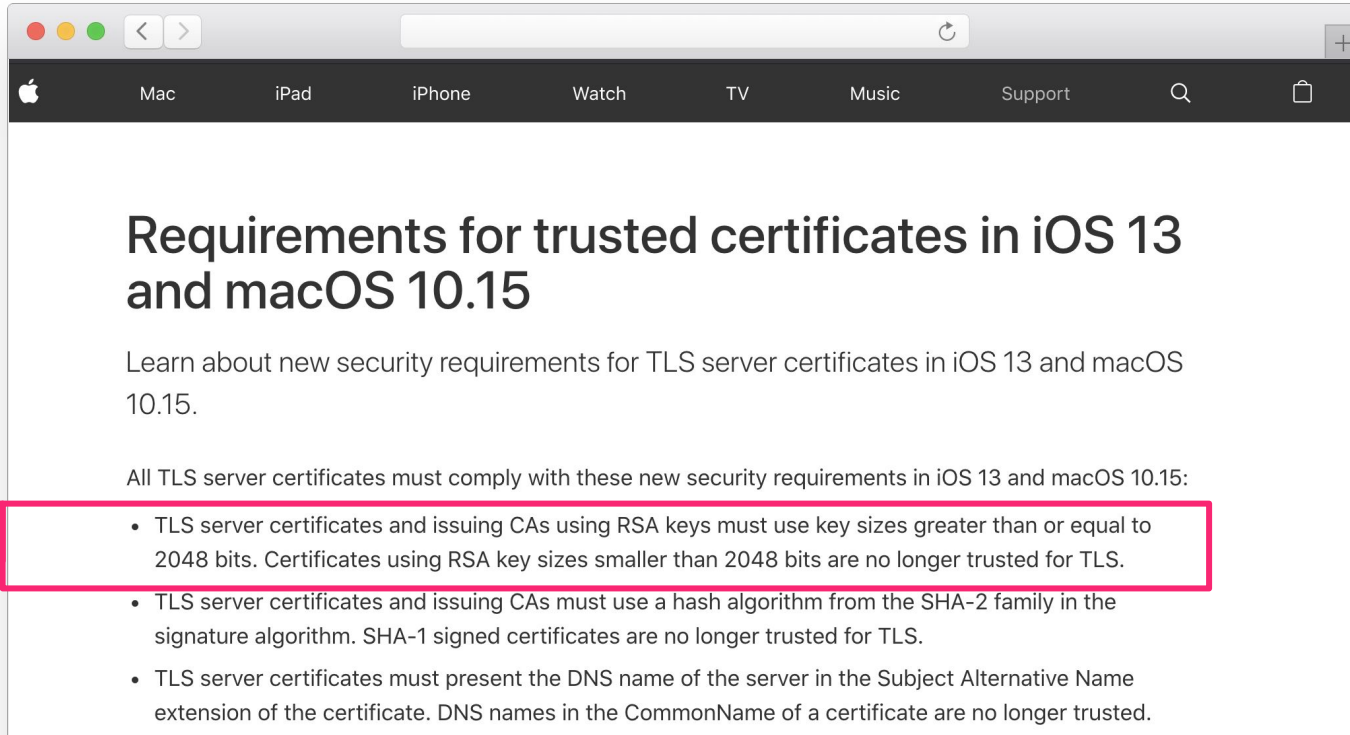 Mac iPad iPhone Watch TV Music Support
Requirements for trusted certificates in iOS 13
and macOS 10.15
Learn about new security requirements for TLS server certificates in iOS 13 and macOS
10.15.
All TLS server certificates must comply with these new security requirements in iOS 13 and macOS 10.15:
• TLS server certificates and issuing CAs using RSA keys must use key sizes greater than or equal to
2048 bits. Certificates using RSA key sizes smaller than 2048 bits are no longer trusted for TLS.
• TLS server certificates and issuing CAs must use a hash algorithm from the SHA-2 family in the
signature algorithm. SHA-1 signed certificates are no longer trusted for TLS.
• TLS server certificates must present the DNS name of the server in the Subject Alternative Name
extension of the certificate. DNS names in the CommonName of a certificate are no longer trusted.